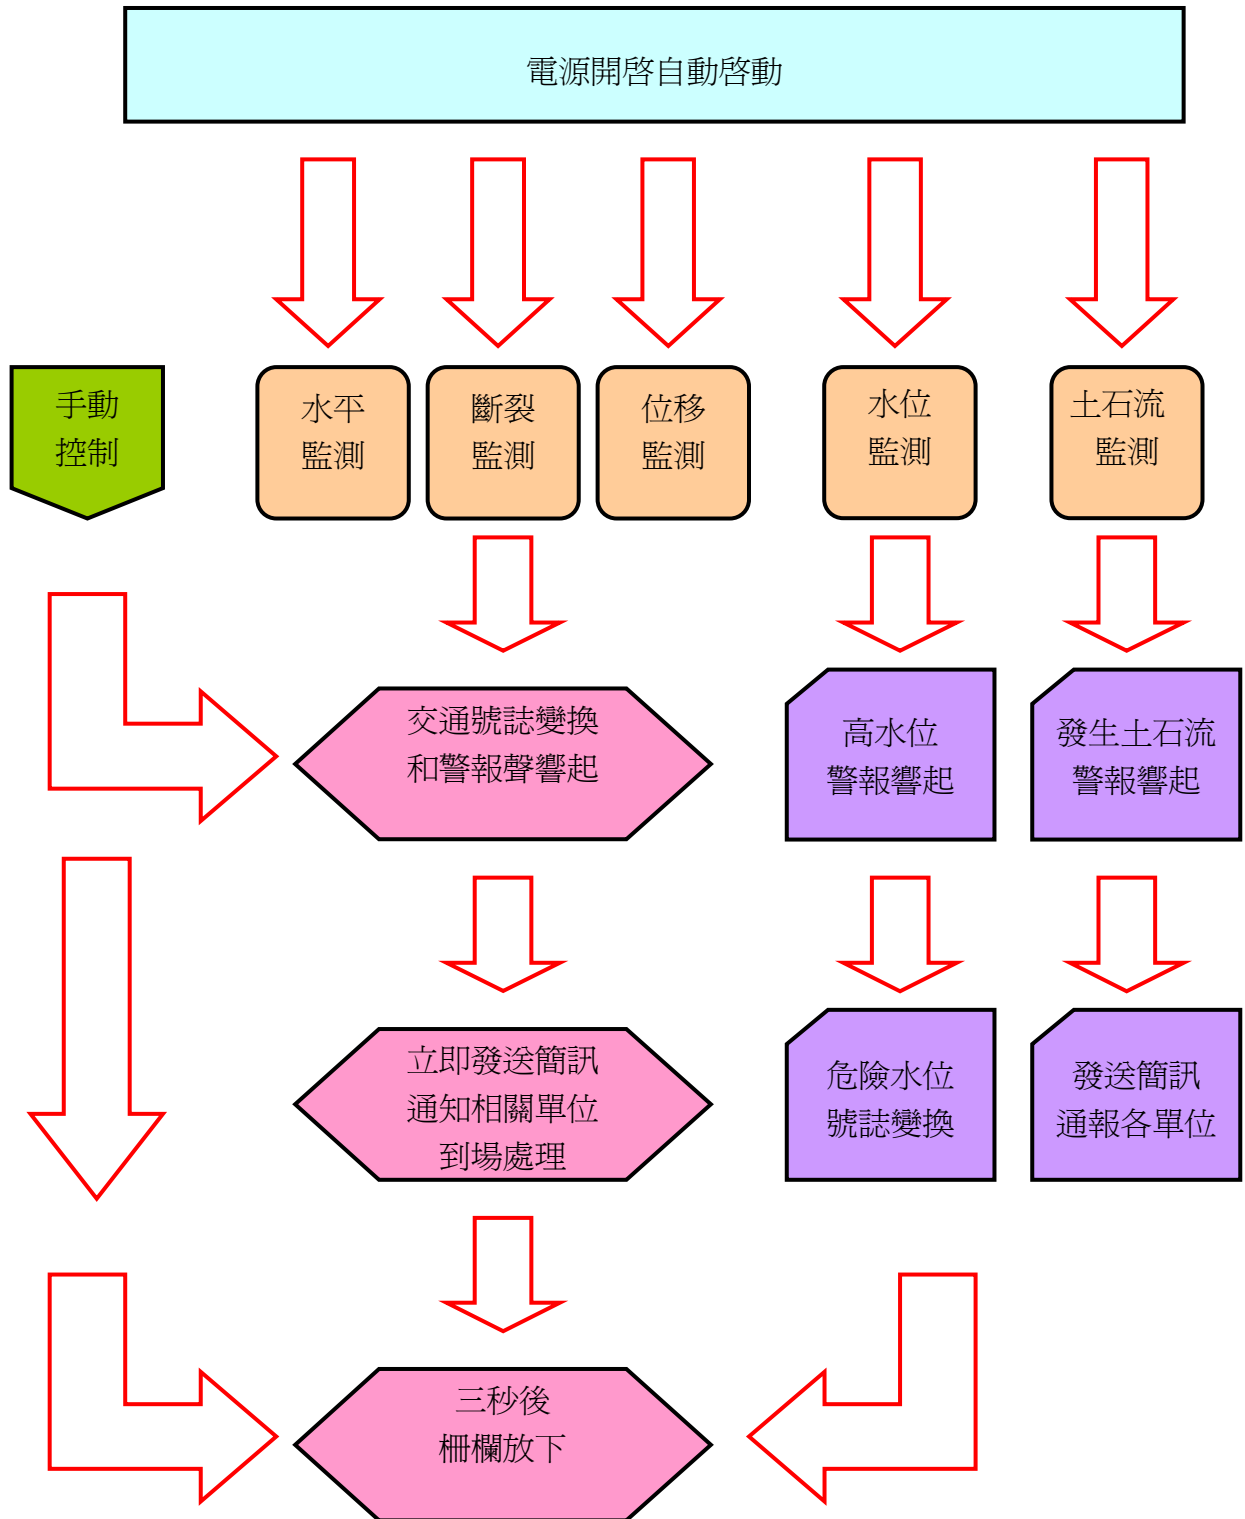 電源開啓自動啓動
手動
控制
水平
監測
斷裂
監測
位移
監測
水位
監測
土石流
監測
交通號誌變換
和警報聲響起
高水位
警報響起
發生土石流
警報響起
立即發送簡訊
通知相關單位
到場處理
危險水位
號誌變換
發送簡訊
通報各單位
三秒後
柵欄放下